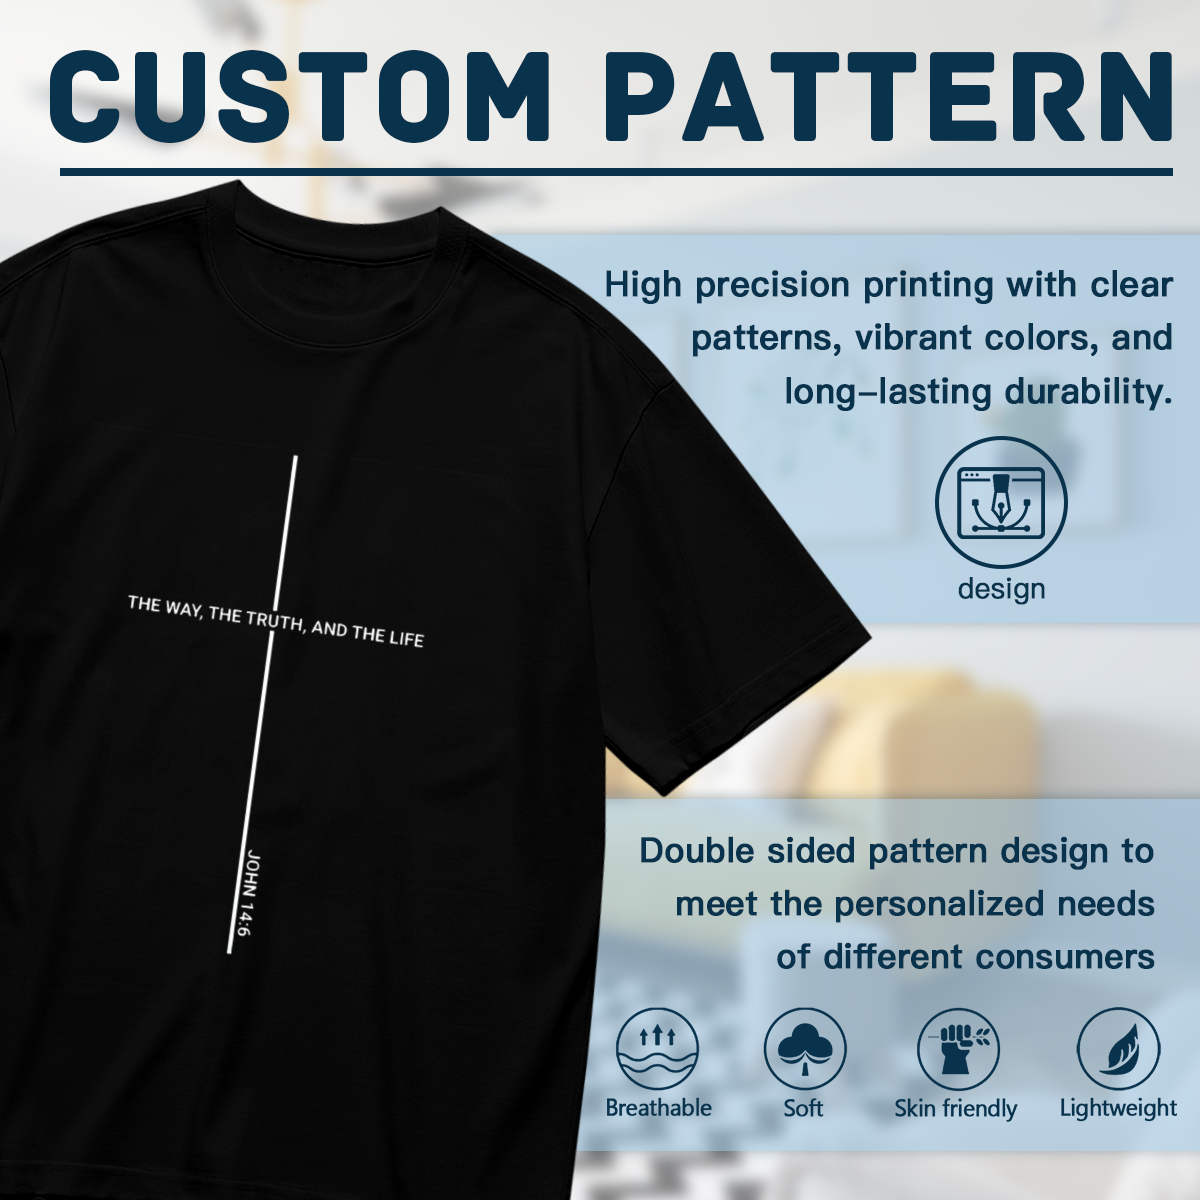 CUSTOM PATTERN
High precision printing with clear
patterns, vibrant colors, and
long-lasting durability.
design
THE WAY, THE TRUTH, AND THE LIFE
JOHN 14:6
Double sided pattern design to
meet the personalized needs
of different consumers
Breathable
Soft
Skin friendly
Lightweight